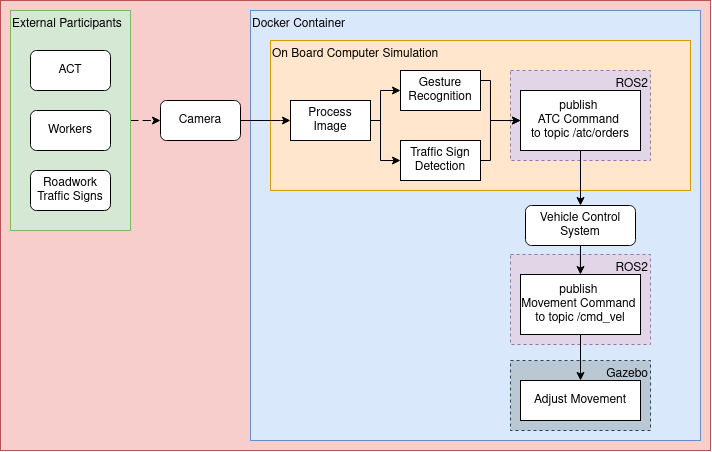 External Participants
ACT
Workers
Roadwork
Traffic Signs
Camera
Docker Container
On Board Computer Simulation
Process
Image
Gesture
Recognition
Traffic Sign
Detection
ROS2
publish
ATC Command
to topic /atc/orders
Vehicle Control
System
ROS2
publish
Movement Command
to topic /cmd_vel
Gazebo
Adjust Movement